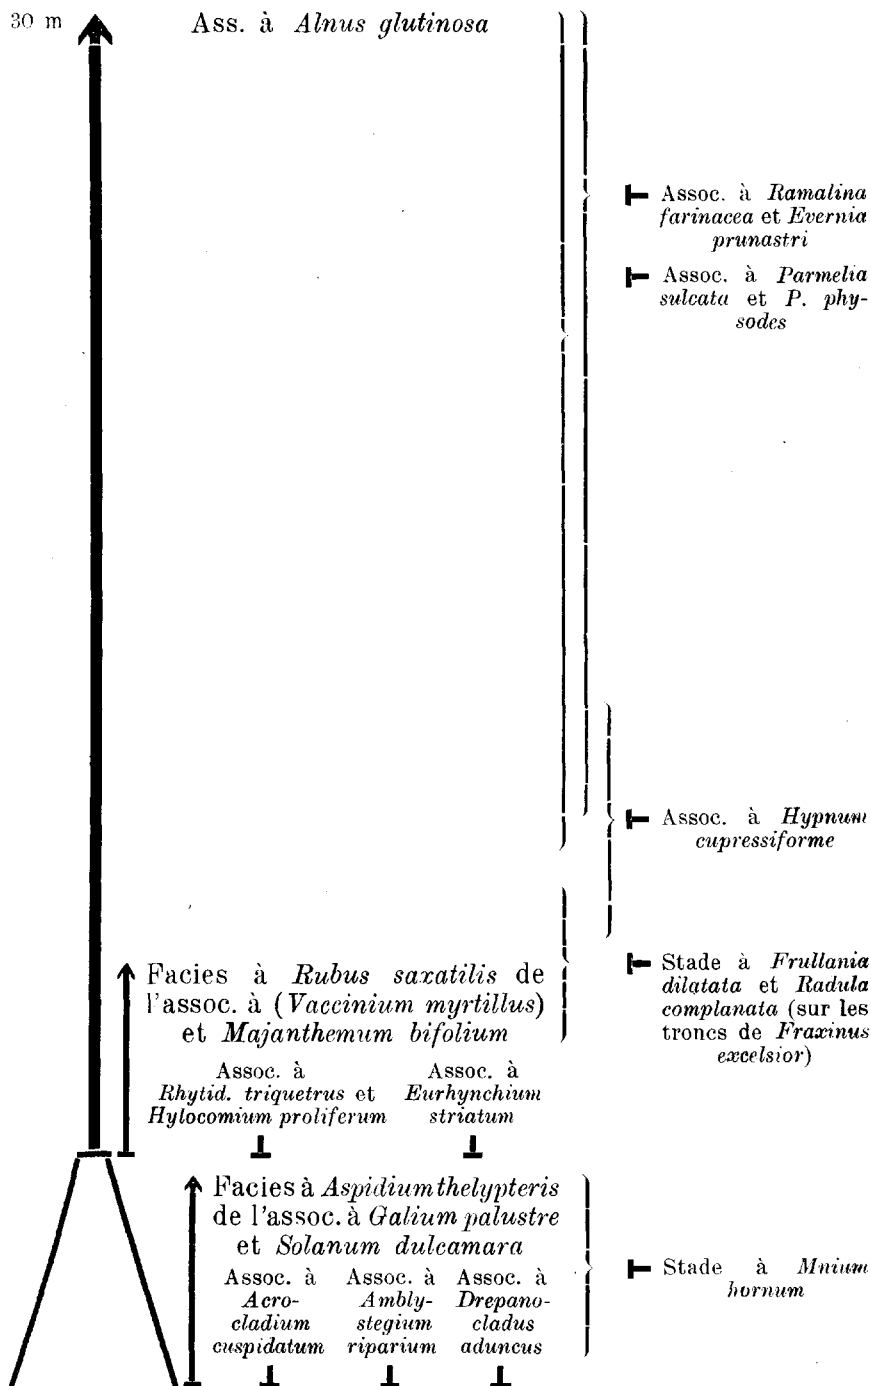 30 m
Ass. à Alnus glutinosa
Assoc. à Ramalina
farinacea et Evernia
prunastri
Assoc. à Parmelia
sulcata et P. phy-
sodes
Assoc. à Hypnum
cupressiforme
Stade à Frullania
dilatata et Radula
complanata (sur les
troncs de Fraxinus
excelsior)
Facies à Rubus saxatilis de
l'assoc. à (Vaccinium myrtillus)
et Majanthemum bifolium
Assoc. à
Rhytid. triquetrus et
Hylocomium proliferum
Assoc. à
Eurhynchium
striatum
Facies à Aspidium thelypteris
de l'assoc. à Galium palustre
et Solanum dulcamara
Assoc. à
Acro-
cladium
cuspidatum
Assoc. à
Ambly-
stegium
riparium
Assoc. à
Drepano-
cladus
aduncus
Stade à Mnium
hornum